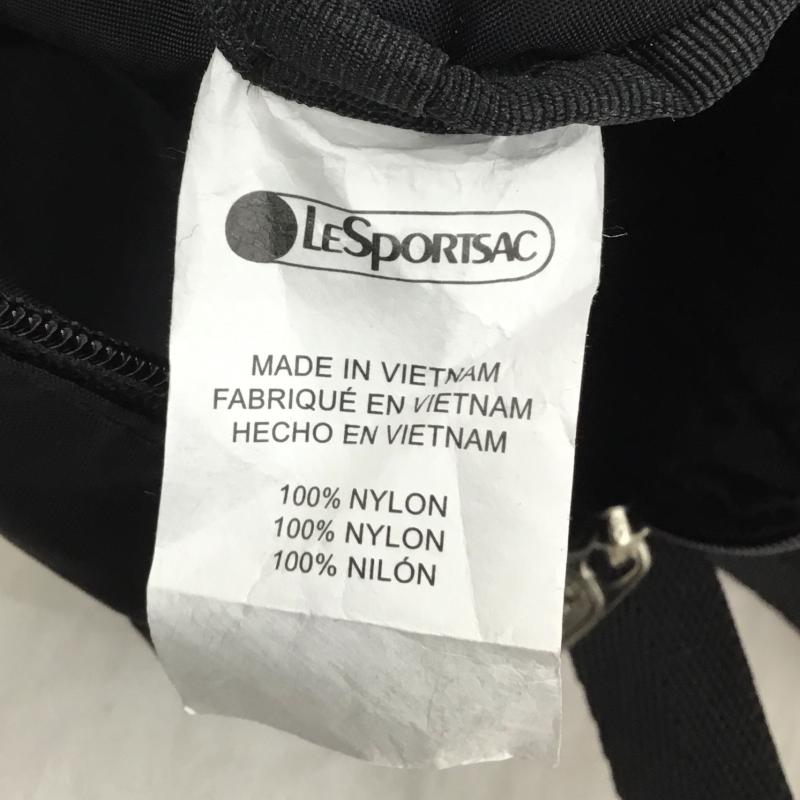 LESPORTSAC
MADE IN VIETNAM
FABRIQUÉ EN VIETNAM
HECHO EN VIETNAM
100% NYLON
100% NYLON
100% NILÓN